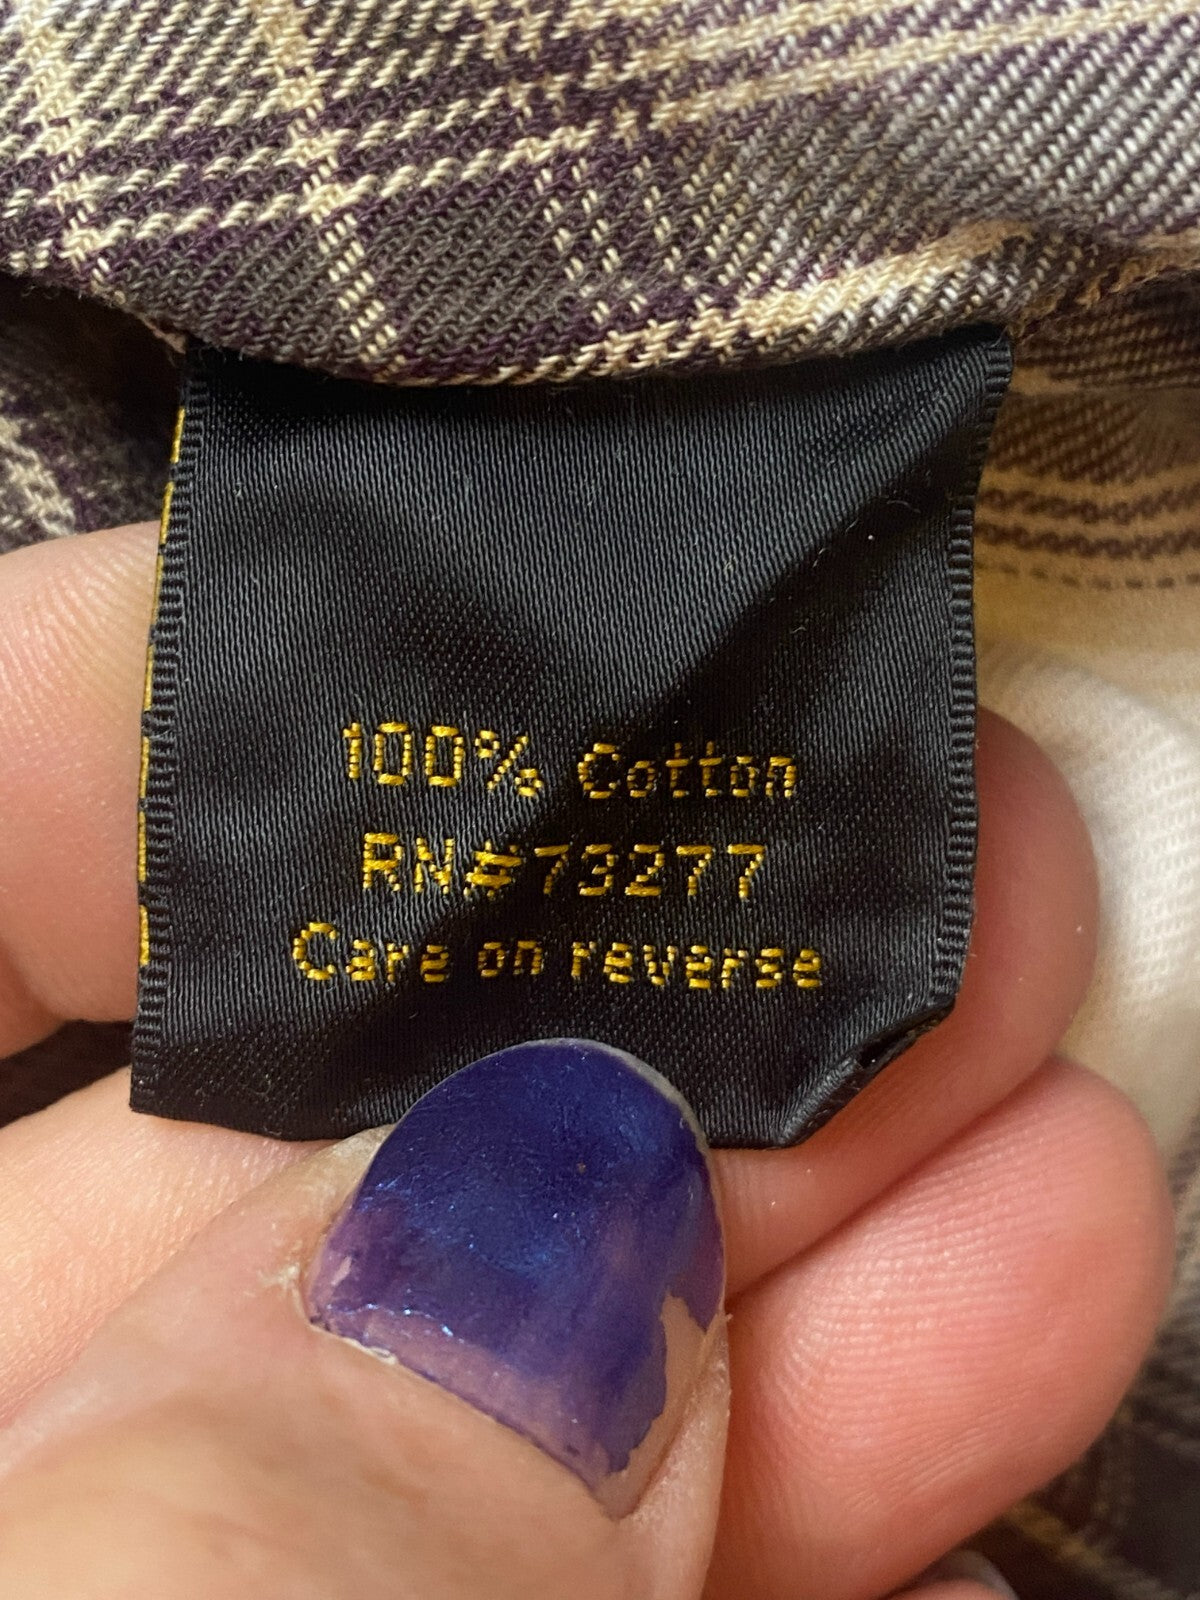 100% Cotton
RN#73277
Care on reverse